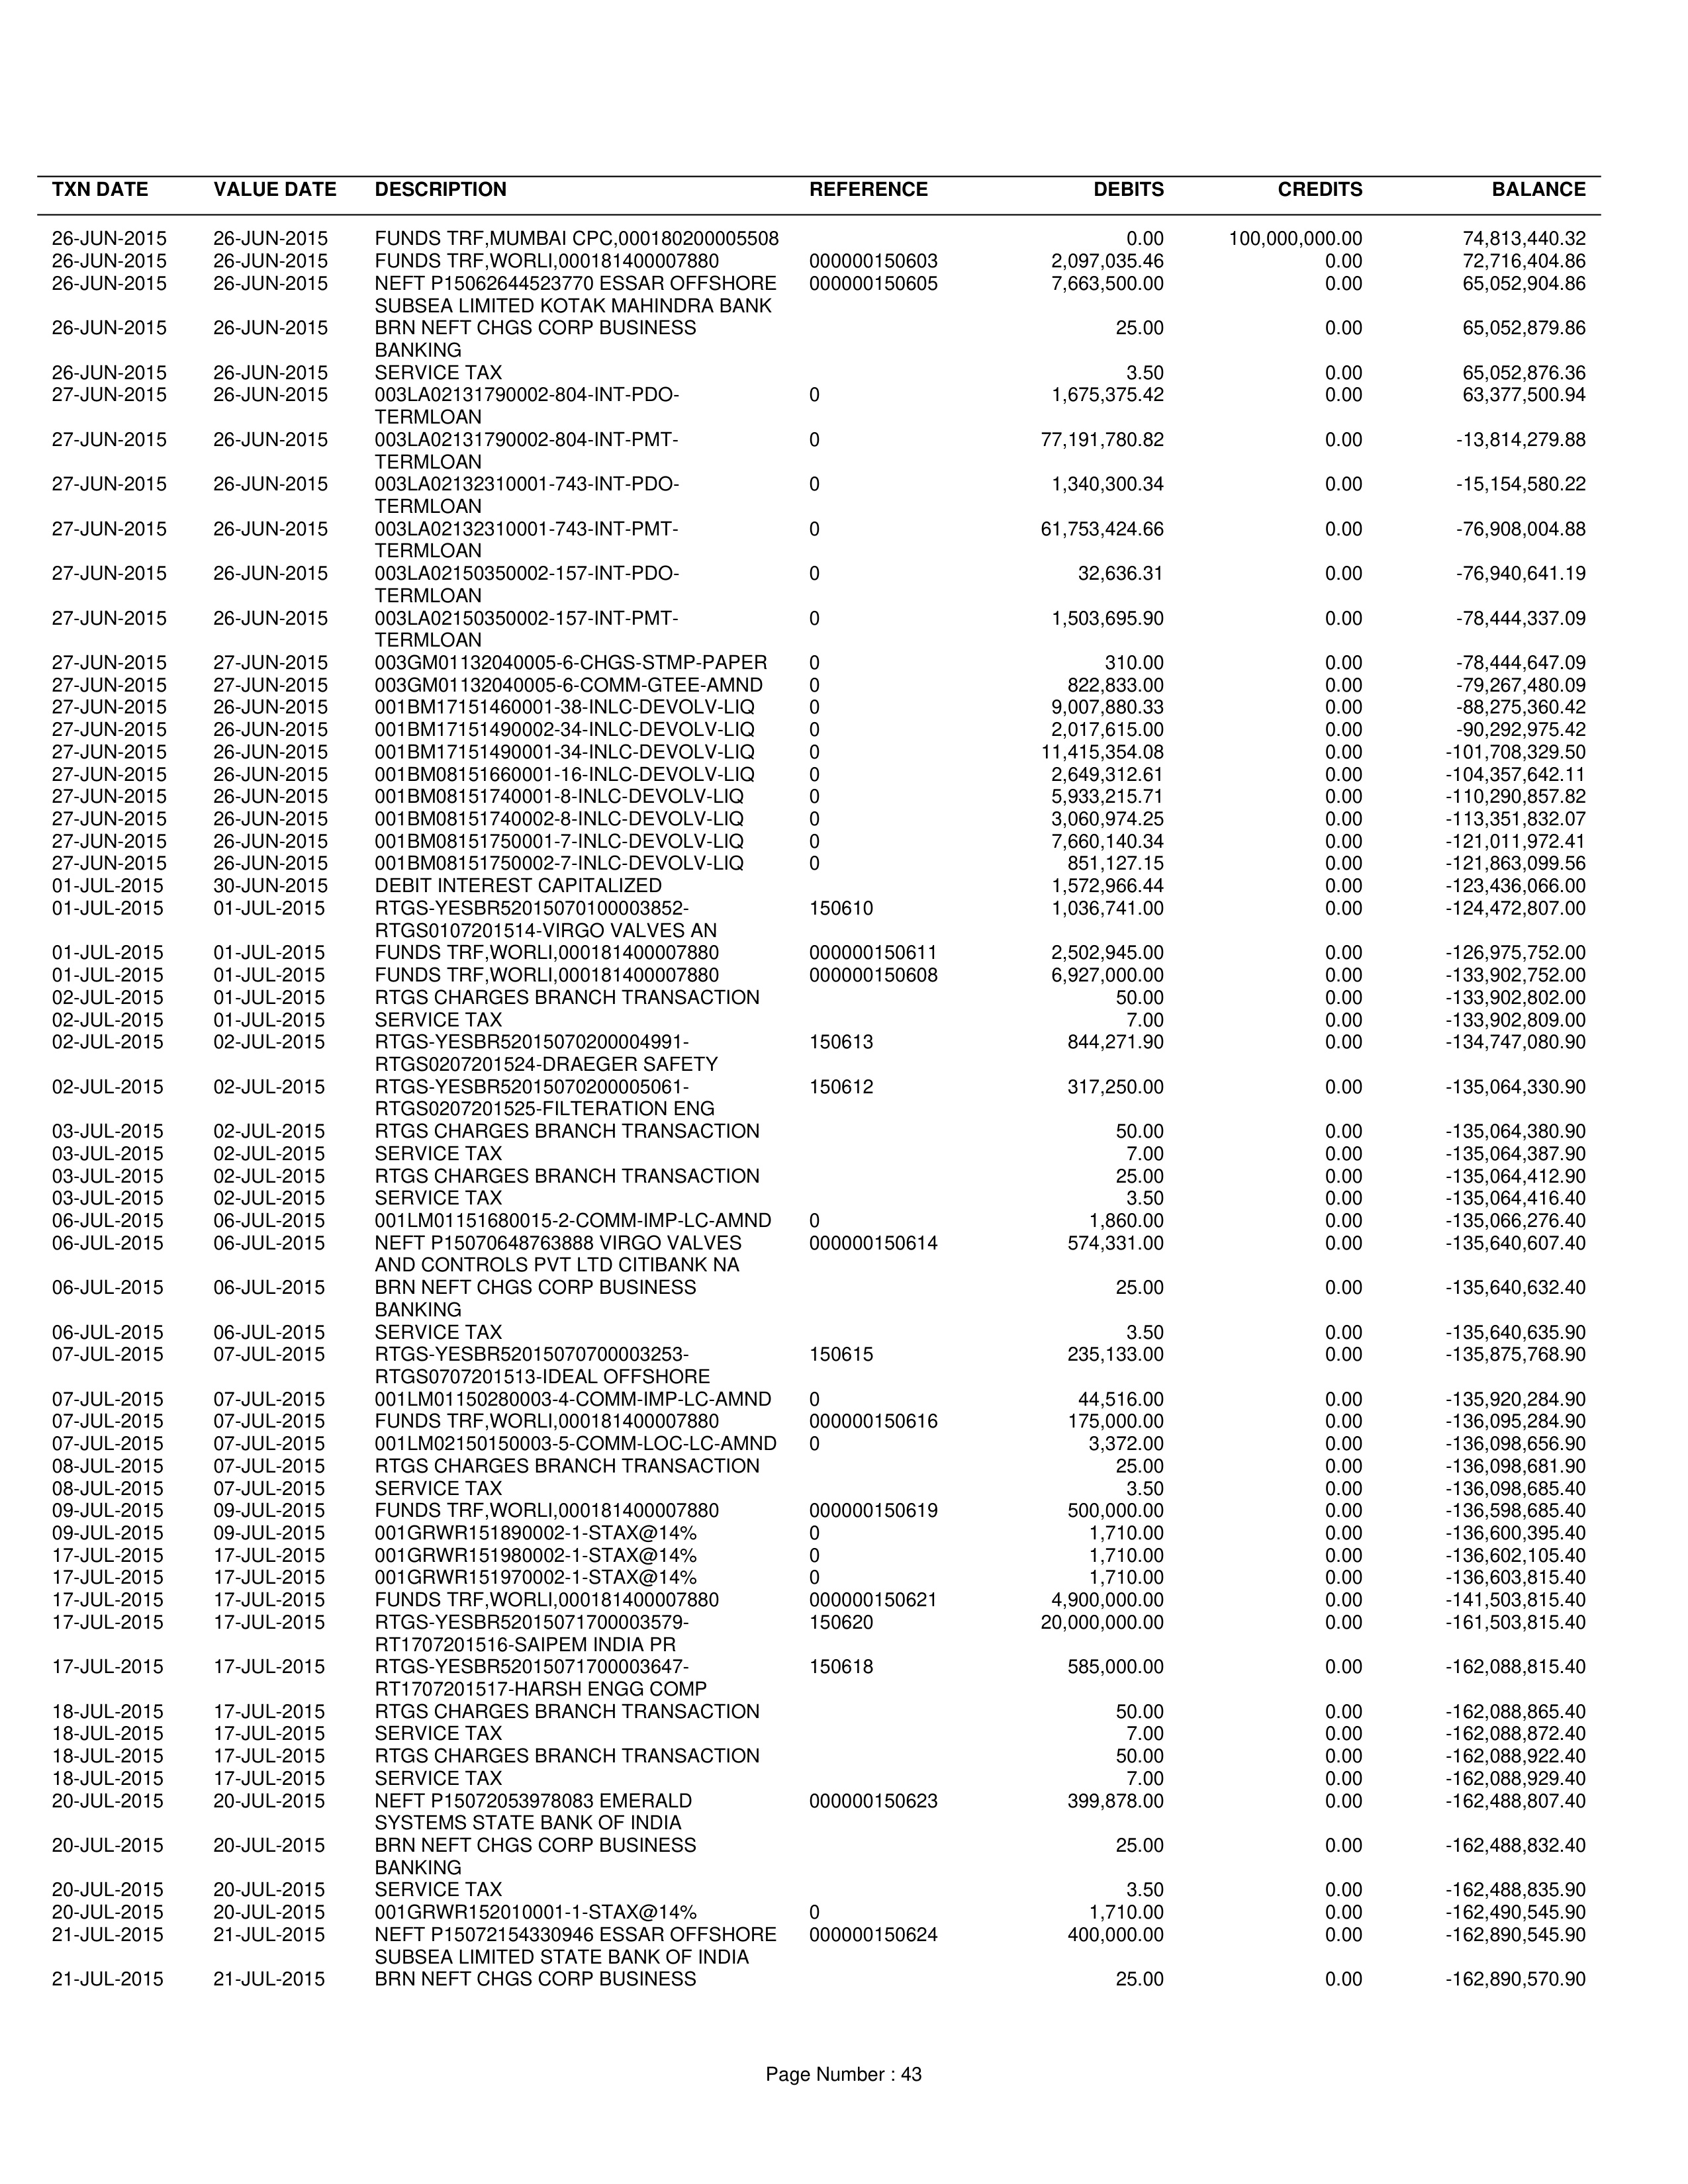 TXN DATE VALUE DATE DESCRIPTION REFERENCE DEBITS CREDITS BALANCE
26-JUN-2015 26-JUN-2015 FUNDS TRF,MUMBAI CPC,000180200005508 0.00 100,000,000.00 74,813,440.32
26-JUN-2015 26-JUN-2015 FUNDS TRF,WORLI,000181400007880 000000150603 2,097,035.46 0.00 72,716,404.86
26-JUN-2015 26-JUN-2015 NEFT P15062644523770 ESSAR OFFSHORE 000000150605 7,663,500.00 0.00 65,052,904.86
SUBSEA LIMITED KOTAK MAHINDRA BANK
26-JUN-2015 26-JUN-2015 BRN NEFT CHGS CORP BUSINESS 25.00 0.00 65,052,879.86
BANKING
26-JUN-2015 26-JUN-2015 SERVICE TAX 3.50 0.00 65,052,876.36
27-JUN-2015 26-JUN-2015 003LA02131790002-804-INT-PDO- 0 1,675,375.42 0.00 63,377,500.94
TERMLOAN
27-JUN-2015 26-JUN-2015 003LA02131790002-804-INT-PMT- 0 77,191,780.82 0.00 -13,814,279.88
TERMLOAN
27-JUN-2015 26-JUN-2015 003LA02132310001-743-INT-PDO- 0 1,340,300.34 0.00 -15,154,580.22
TERMLOAN
27-JUN-2015 26-JUN-2015 003LA02132310001-743-INT-PMT- 0 61,753,424.66 0.00 -76,908,004.88
TERMLOAN
27-JUN-2015 26-JUN-2015 003LA02150350002-157-INT-PDO- 0 32,636.31 0.00 -76,940,641.19
TERMLOAN
27-JUN-2015 26-JUN-2015 003LA02150350002-157-INT-PMT- 0 1,503,695.90 0.00 -78,444,337.09
TERMLOAN
27-JUN-2015 27-JUN-2015 003GM01132040005-6-CHGS-STMP-PAPER 0 310.00 0.00 -78,444,647.09
27-JUN-2015 27-JUN-2015 003GM01132040005-6-COMM-GTEE-AMND 0 822,833.00 0.00 -79,267,480.09
27-JUN-2015 26-JUN-2015 001BM17151460001-38-INLC-DEVOLV-LIQ 0 9,007,880.33 0.00 -88,275,360.42
27-JUN-2015 26-JUN-2015 001BM17151490002-34-INLC-DEVOLV-LIQ 0 2,017,615.00 0.00 -90,292,975.42
27-JUN-2015 26-JUN-2015 001BM17151490001-34-INLC-DEVOLV-LIQ 0 11,415,354.08 0.00 -101,708,329.50
27-JUN-2015 26-JUN-2015 001BM08151660001-16-INLC-DEVOLV-LIQ 0 2,649,312.61 0.00 -104,357,642.11
27-JUN-2015 26-JUN-2015 001BM08151740001-8-INLC-DEVOLV-LIQ 0 5,933,215.71 0.00 -110,290,857.82
27-JUN-2015 26-JUN-2015 001BM08151740002-8-INLC-DEVOLV-LIQ 0 3,060,974.25 0.00 -113,351,832.07
27-JUN-2015 26-JUN-2015 001BM08151750001-7-INLC-DEVOLV-LIQ 0 7,660,140.34 0.00 -121,011,972.41
27-JUN-2015 26-JUN-2015 001BM08151750002-7-INLC-DEVOLV-LIQ 0 851,127.15 0.00 -121,863,099.56
01-JUL-2015 30-JUN-2015 DEBIT INTEREST CAPITALIZED 1,572,966.44 0.00 -123,436,066.00
01-JUL-2015 01-JUL-2015 RTGS-YESBR52015070100003852- 150610 1,036,741.00 0.00 -124,472,807.00
RTGS0107201514-VIRGO VALVES AN
01-JUL-2015 01-JUL-2015 FUNDS TRF,WORLI,000181400007880 000000150611 2,502,945.00 0.00 -126,975,752.00
01-JUL-2015 01-JUL-2015 FUNDS TRF,WORLI,000181400007880 000000150608 6,927,000.00 0.00 -133,902,752.00
02-JUL-2015 01-JUL-2015 RTGS CHARGES BRANCH TRANSACTION 50.00 0.00 -133,902,802.00
02-JUL-2015 01-JUL-2015 SERVICE TAX 7.00 0.00 -133,902,809.00
02-JUL-2015 02-JUL-2015 RTGS-YESBR52015070200004991- 150613 844,271.90 0.00 -134,747,080.90
RTGS0207201524-DRAEGER SAFETY
02-JUL-2015 02-JUL-2015 RTGS-YESBR52015070200005061- 150612 317,250.00 0.00 -135,064,330.90
RTGS0207201525-FILTERATION ENG
03-JUL-2015 02-JUL-2015 RTGS CHARGES BRANCH TRANSACTION 50.00 0.00 -135,064,380.90
03-JUL-2015 02-JUL-2015 SERVICE TAX 7.00 0.00 -135,064,387.90
03-JUL-2015 02-JUL-2015 RTGS CHARGES BRANCH TRANSACTION 25.00 0.00 -135,064,412.90
03-JUL-2015 02-JUL-2015 SERVICE TAX 3.50 0.00 -135,064,416.40
06-JUL-2015 06-JUL-2015 001LM01151680015-2-COMM-IMP-LC-AMND 0 1,860.00 0.00 -135,066,276.40
06-JUL-2015 06-JUL-2015 NEFT P15070648763888 VIRGO VALVES 000000150614 574,331.00 0.00 -135,640,607.40
AND CONTROLS PVT LTD CITIBANK NA
06-JUL-2015 06-JUL-2015 BRN NEFT CHGS CORP BUSINESS 25.00 0.00 -135,640,632.40
BANKING
06-JUL-2015 06-JUL-2015 SERVICE TAX 3.50 0.00 -135,640,635.90
07-JUL-2015 07-JUL-2015 RTGS-YESBR52015070700003253- 150615 235,133.00 0.00 -135,875,768.90
RTGS0707201513-IDEAL OFFSHORE
07-JUL-2015 07-JUL-2015 001LM01150280003-4-COMM-IMP-LC-AMND 0 44,516.00 0.00 -135,920,284.90
07-JUL-2015 07-JUL-2015 FUNDS TRF,WORLI,000181400007880 000000150616 175,000.00 0.00 -136,095,284.90
07-JUL-2015 07-JUL-2015 001LM02150150003-5-COMM-LOC-LC-AMND 0 3,372.00 0.00 -136,098,656.90
08-JUL-2015 07-JUL-2015 RTGS CHARGES BRANCH TRANSACTION 25.00 0.00 -136,098,681.90
08-JUL-2015 07-JUL-2015 SERVICE TAX 3.50 0.00 -136,098,685.40
09-JUL-2015 09-JUL-2015 FUNDS TRF,WORLI,000181400007880 000000150619 500,000.00 0.00 -136,598,685.40
09-JUL-2015 09-JUL-2015 001GRWR151890002-1-STAX@14% 0 1,710.00 0.00 -136,600,395.40
17-JUL-2015 17-JUL-2015 001GRWR151980002-1-STAX@14% 0 1,710.00 0.00 -136,602,105.40
17-JUL-2015 17-JUL-2015 001GRWR151970002-1-STAX@14% 0 1,710.00 0.00 -136,603,815.40
17-JUL-2015 17-JUL-2015 FUNDS TRF,WORLI,000181400007880 000000150621 4,900,000.00 0.00 -141,503,815.40
17-JUL-2015 17-JUL-2015 RTGS-YESBR52015071700003579- 150620 20,000,000.00 0.00 -161,503,815.40
RT1707201516-SAIPEM INDIA PR
17-JUL-2015 17-JUL-2015 RTGS-YESBR52015071700003647- 150618 585,000.00 0.00 -162,088,815.40
RT1707201517-HARSH ENGG COMP
18-JUL-2015 17-JUL-2015 RTGS CHARGES BRANCH TRANSACTION 50.00 0.00 -162,088,865.40
18-JUL-2015 17-JUL-2015 SERVICE TAX 7.00 0.00 -162,088,872.40
18-JUL-2015 17-JUL-2015 RTGS CHARGES BRANCH TRANSACTION 50.00 0.00 -162,088,922.40
18-JUL-2015 17-JUL-2015 SERVICE TAX 7.00 0.00 -162,088,929.40
20-JUL-2015 20-JUL-2015 NEFT P15072053978083 EMERALD 000000150623 399,878.00 0.00 -162,488,807.40
SYSTEMS STATE BANK OF INDIA
20-JUL-2015 20-JUL-2015 BRN NEFT CHGS CORP BUSINESS 25.00 0.00 -162,488,832.40
BANKING
20-JUL-2015 20-JUL-2015 SERVICE TAX 3.50 0.00 -162,488,835.90
20-JUL-2015 20-JUL-2015 001GRWR152010001-1-STAX@14% 0 1,710.00 0.00 -162,490,545.90
21-JUL-2015 21-JUL-2015 NEFT P15072154330946 ESSAR OFFSHORE 000000150624 400,000.00 0.00 -162,890,545.90
SUBSEA LIMITED STATE BANK OF INDIA
21-JUL-2015 21-JUL-2015 BRN NEFT CHGS CORP BUSINESS 25.00 0.00 -162,890,570.90
Page Number : 43